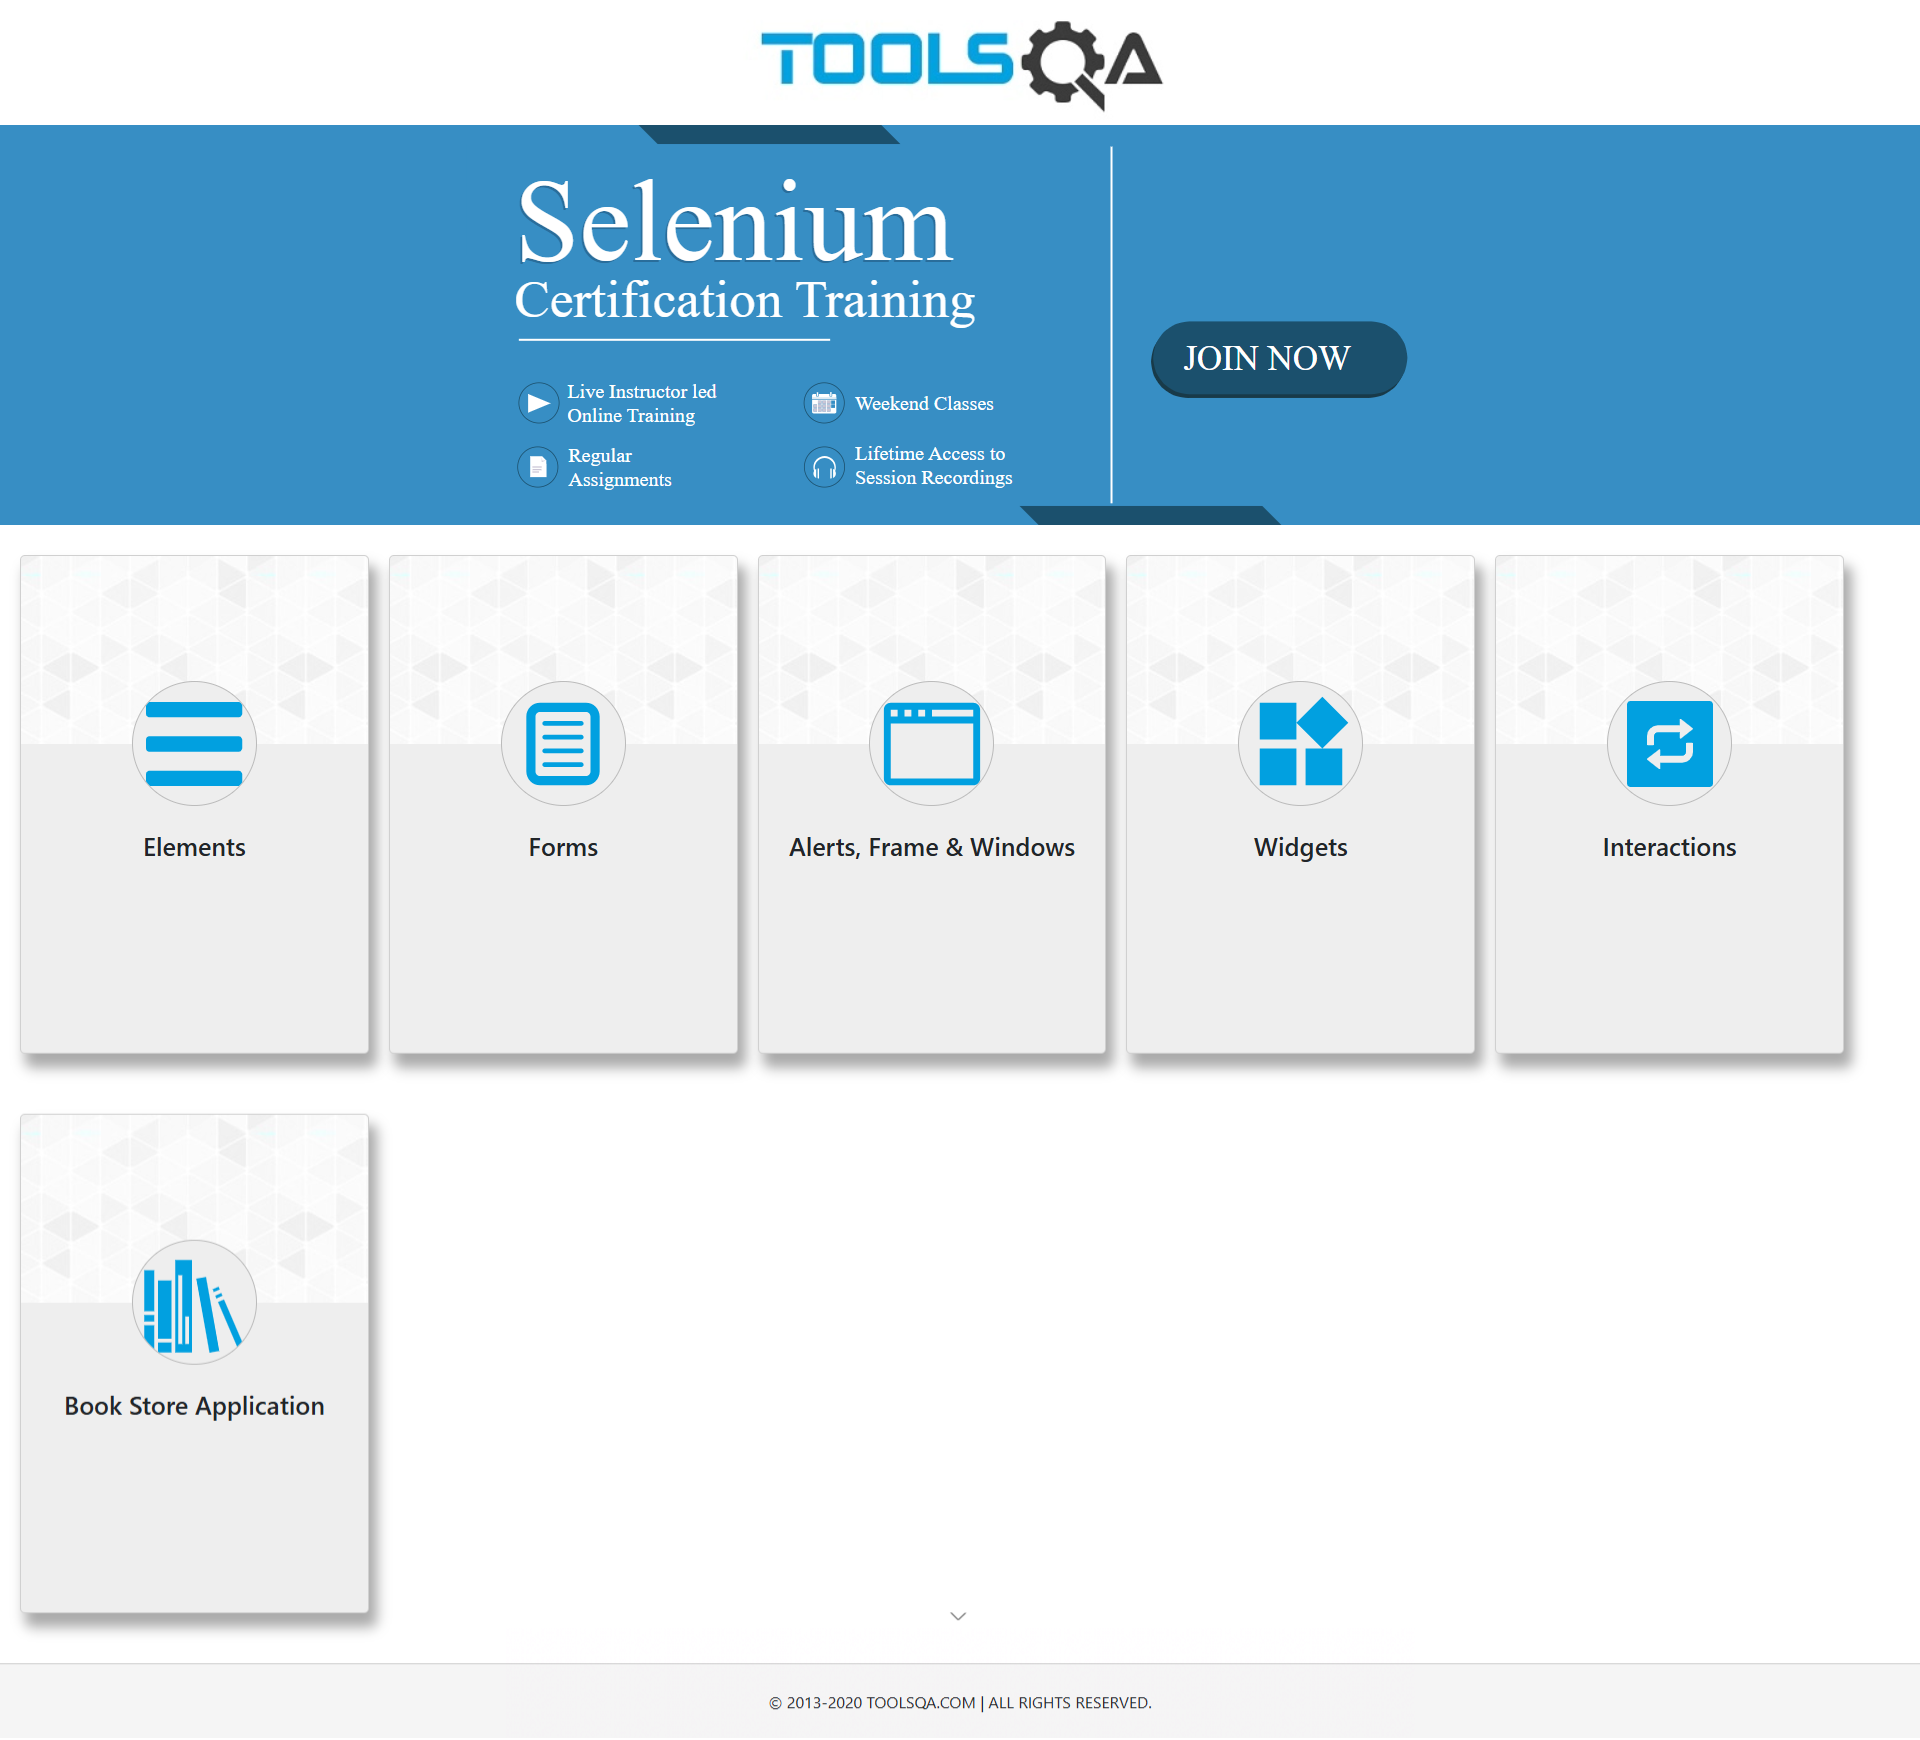 TOOLSQA
Selenium
Certification Training
JOIN NOW
Live Instructor led
Online Training
Weekend Classes
Regular
Assignments
Lifetime Access to
Session Recordings
Elements
Forms
Alerts, Frame & Windows
Widgets
Interactions
Book Store Application
© 2013-2020 TOOLSQA.COM | ALL RIGHTS RESERVED.